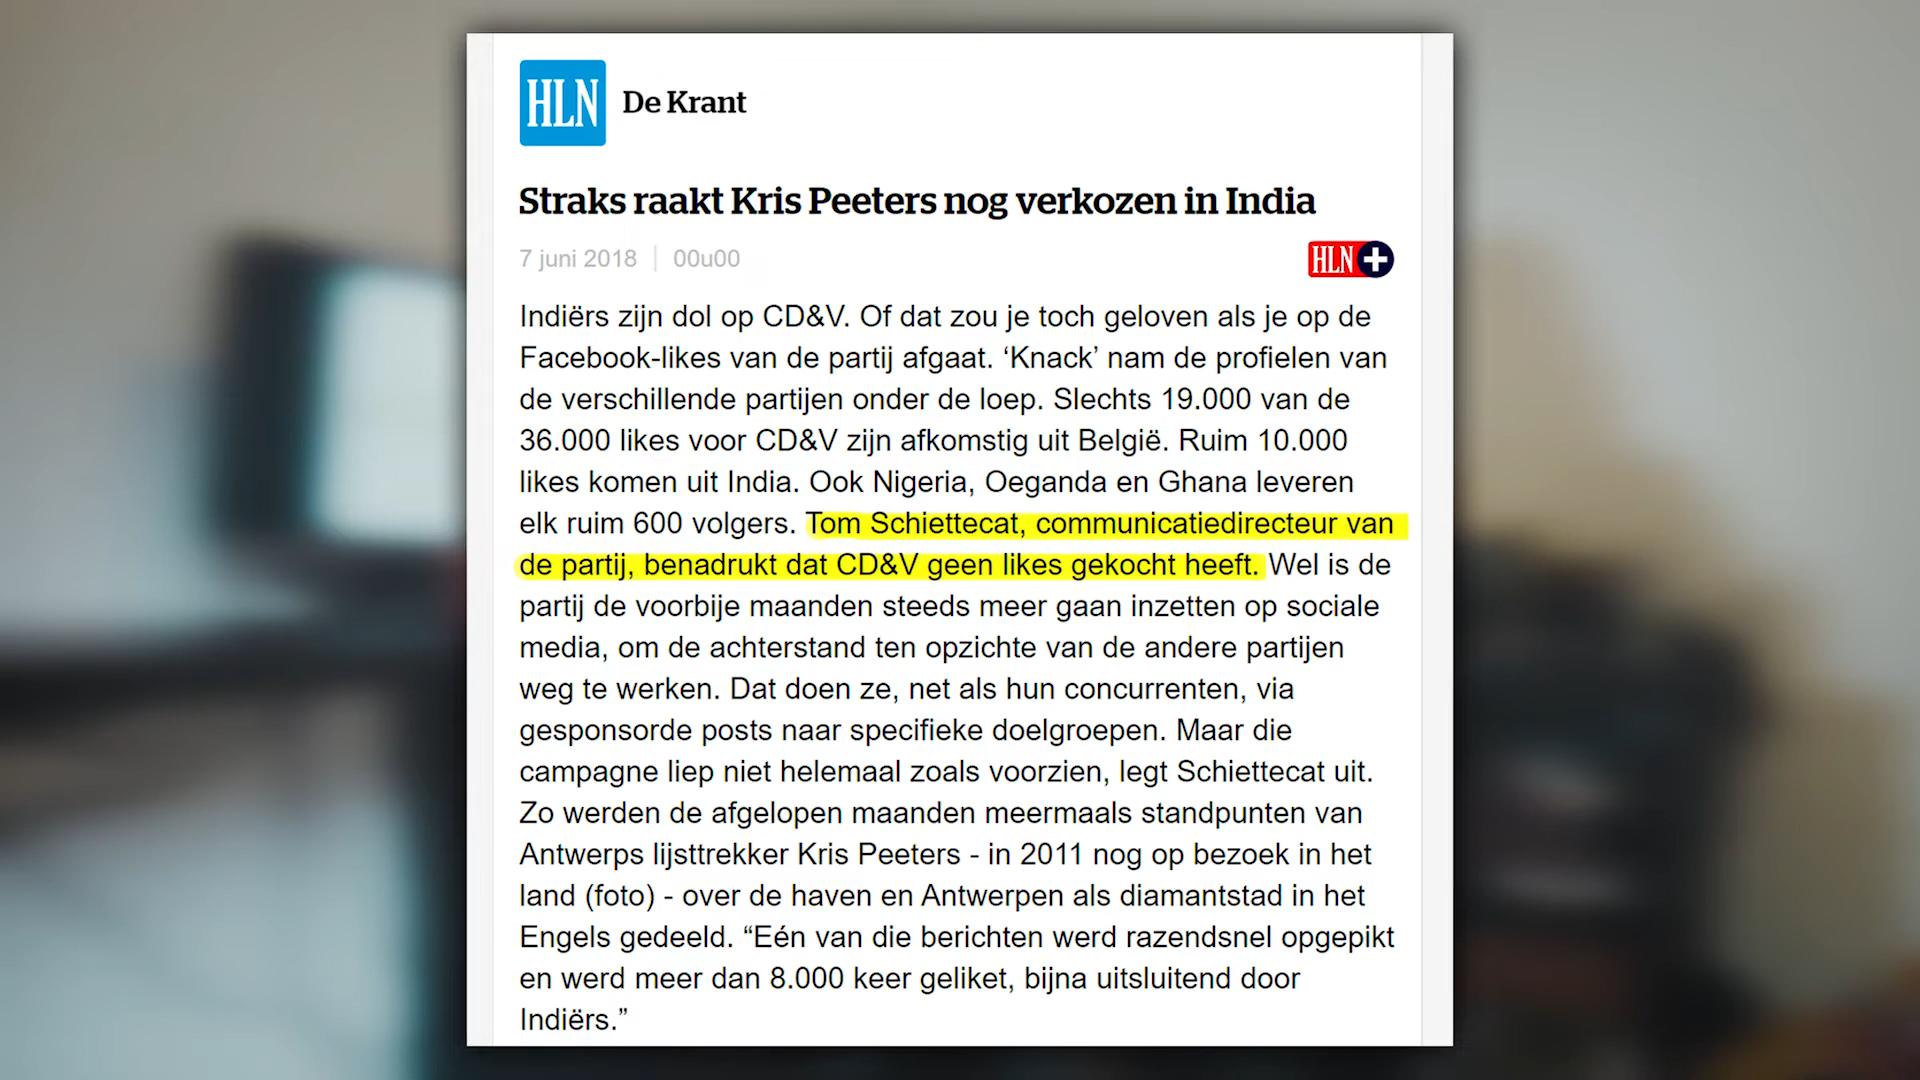 HLN De Krant
Straks raakt Kris Peeters nog verkozen in India
7 juni 2018 | 00u00 HLN+
Indiërs zijn dol op CD&V. Of dat zou je toch geloven als je op de
Facebook-likes van de partij afgaat. ‘Knack’ nam de profielen van
de verschillende partijen onder de loep. Slechts 19.000 van de
36.000 likes voor CD&V zijn afkomstig uit België. Ruim 10.000
likes komen uit India. Ook Nigeria, Oeganda en Ghana leveren
elk ruim 600 volgers. Tom Schiettecat, communicatiedirecteur van
de partij, benadrukt dat CD&V geen likes gekocht heeft. Wel is de
partij de voorbije maanden steeds meer gaan inzetten op sociale
media, om de achterstand ten opzichte van de andere partijen
weg te werken. Dat doen ze, net als hun concurrenten, via
gesponsorde posts naar specifieke doelgroepen. Maar die
campagne liep niet helemaal zoals voorzien, legt Schiettecat uit.
Zo werden de afgelopen maanden meermaals standpunten van
Antwerps lijsttrekker Kris Peeters - in 2011 nog op bezoek in het
land (foto) - over de haven en Antwerpen als diamantstad in het
Engels gedeeld. “Eén van die berichten werd razendsnel opgepikt
en werd meer dan 8.000 keer geliket, bijna uitsluitend door
Indiërs.”